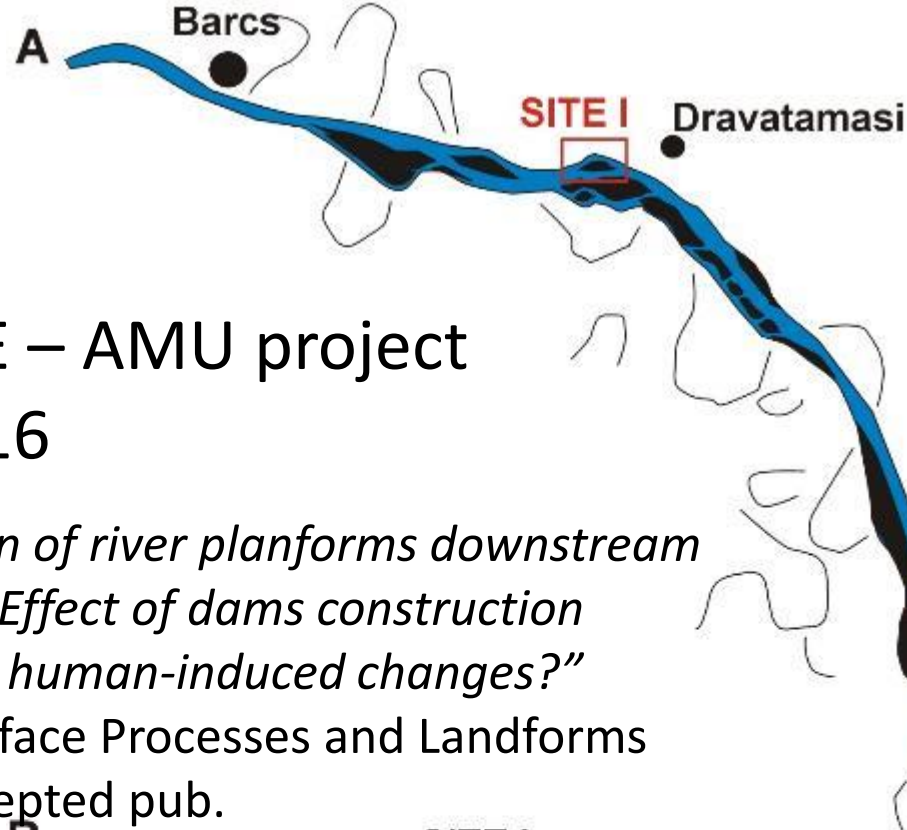 Barcs
A
SITE I
Dravatamasi
E – AMU project
16
n of river planforms downstream
Effect of dams construction
human-induced changes?”
face Processes and Landforms
epted pub.